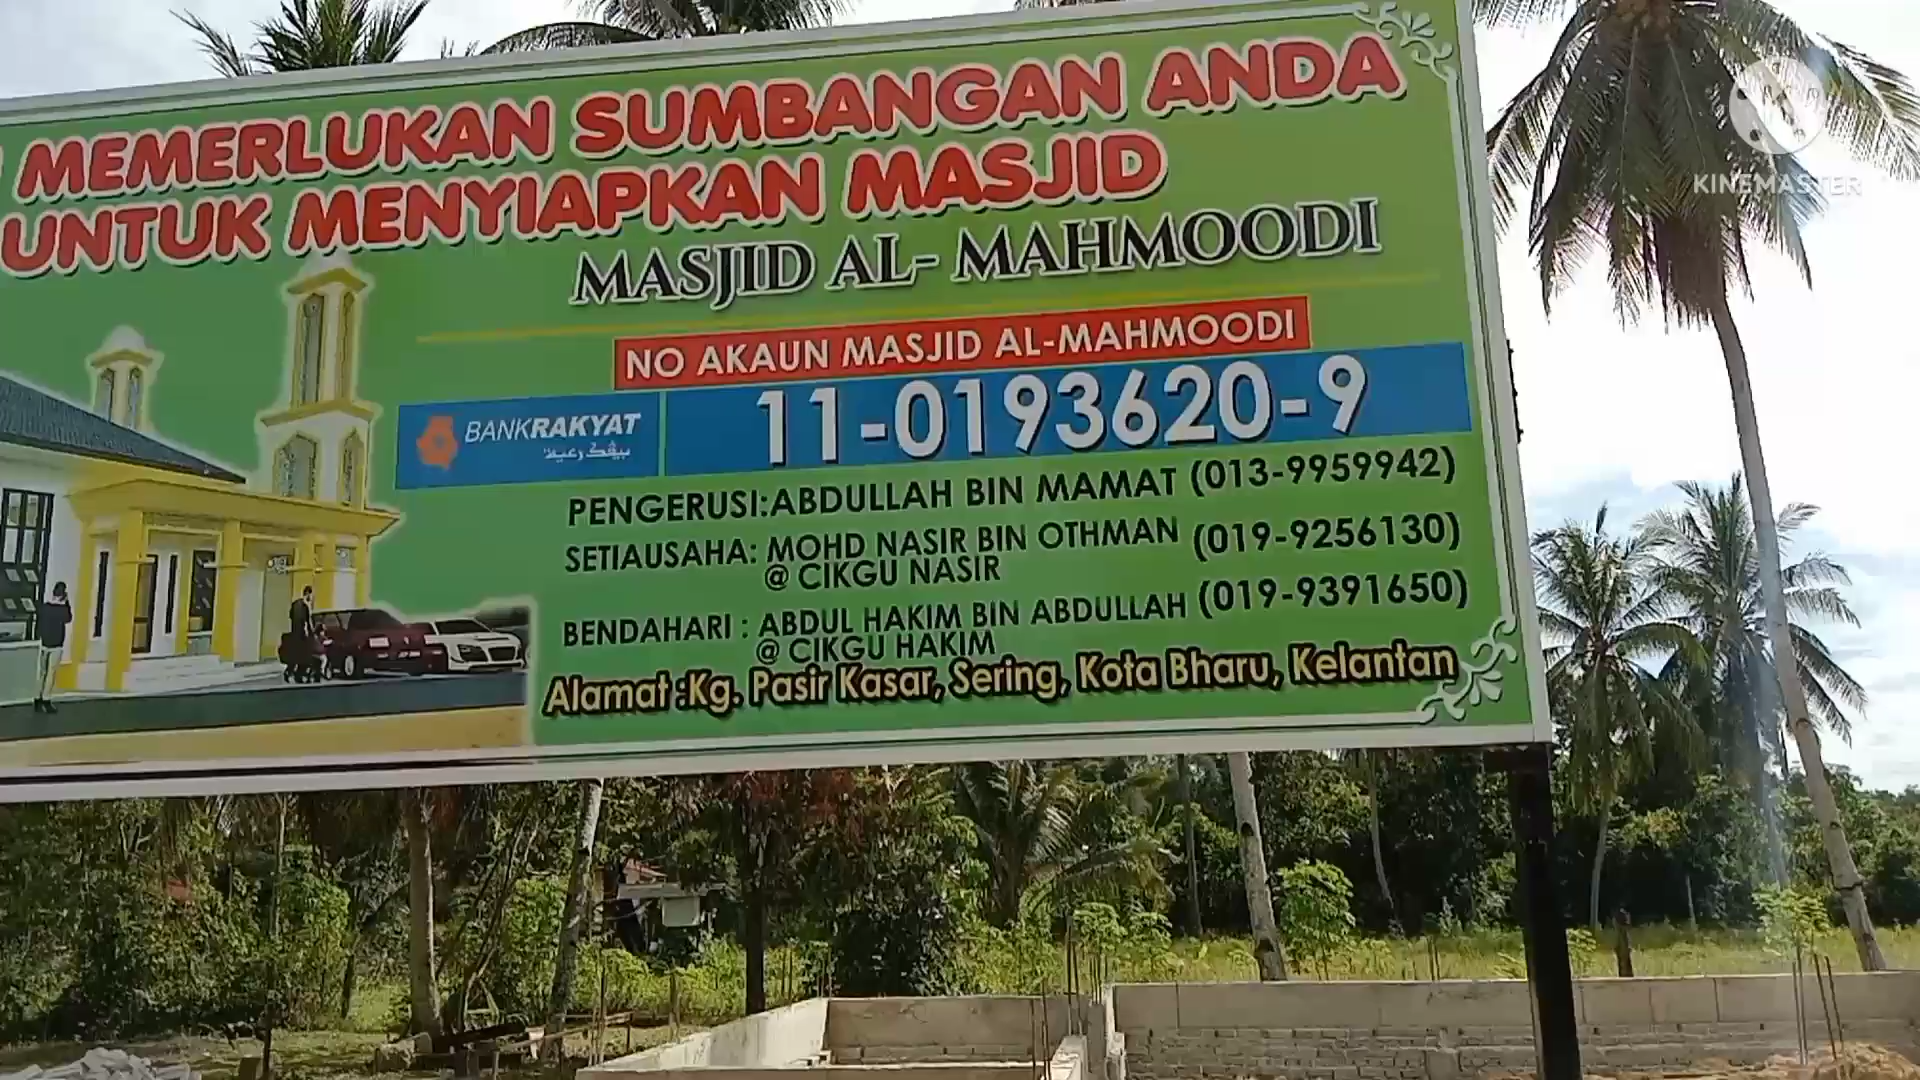 MEMERLUKAN SUMBANGAN ANDA
UNTUK MENYIAPKAN MASJID
MASJID AL- MAHMOODI
NO AKAUN MASJID AL-MAHMOODI
BANKRAKYAT
بيڠک رعيت
11-0193620-9
PENGERUSI:ABDULLAH BIN MAMAT (013-9959942)
SETIAUSAHA: MOHD NASIR BIN OTHMAN (019-9256130)
@ CIKGU NASIR
BENDAHARI : ABDUL HAKIM BIN ABDULLAH (019-9391650)
@ CIKGU HAKIM
Alamat :Kg. Pasir Kasar, Sering, Kota Bharu, Kelantan
KINEMASTER